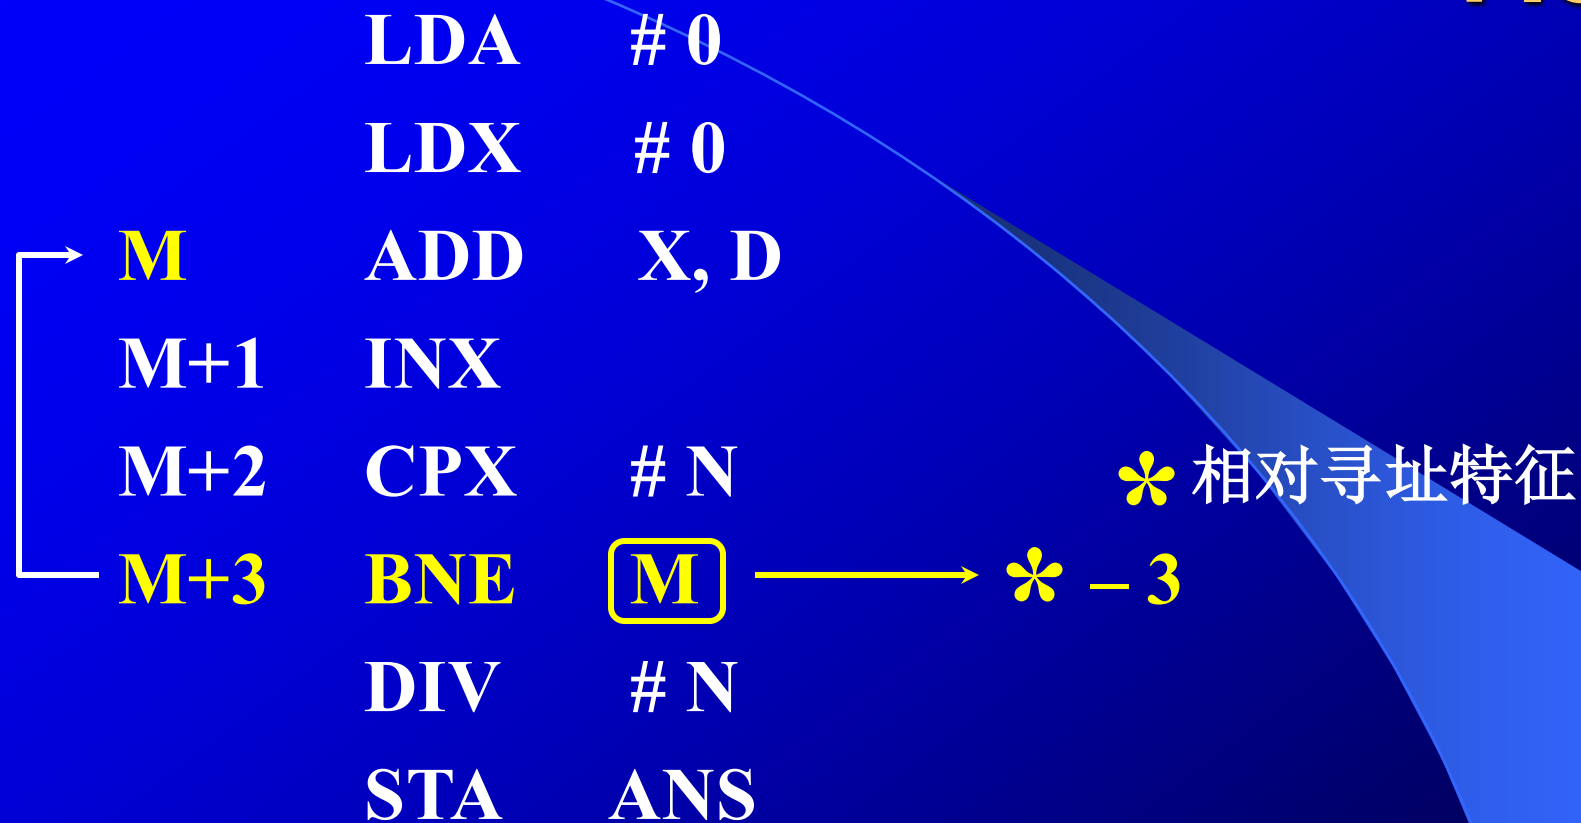 LDA # 0
LDX # 0
M ADD X, D
M+1 INX
M+2 CPX # N
* 相对寻址特征
M+3 BNE M * – 3
DIV # N
STA ANS